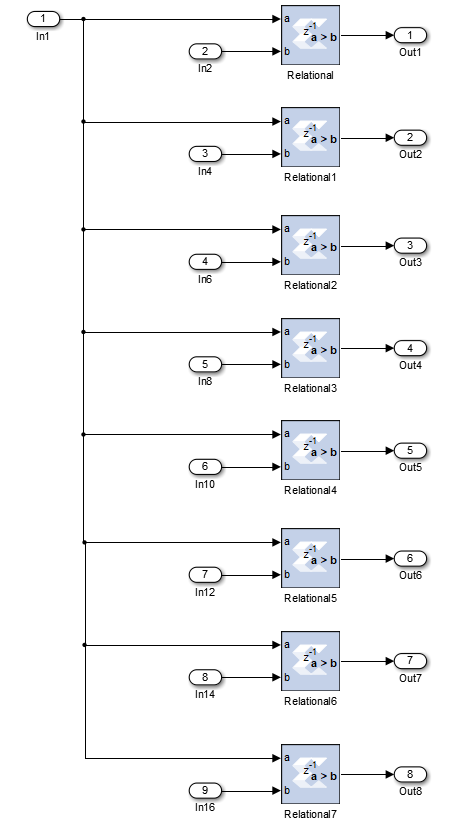 1
In1
a
z-1
a > b
b
Relational
2
In2
1
Out1
a
z-1
a > b
b
Relational1
3
In4
2
Out2
a
z-1
a > b
b
Relational2
4
In6
3
Out3
a
z-1
a > b
b
Relational3
5
In8
4
Out4
a
z-1
a > b
b
Relational4
6
In10
5
Out5
a
z-1
a > b
b
Relational5
7
In12
6
Out6
a
z-1
a > b
b
Relational6
8
In14
7
Out7
a
z-1
a > b
b
Relational7
9
In16
8
Out8